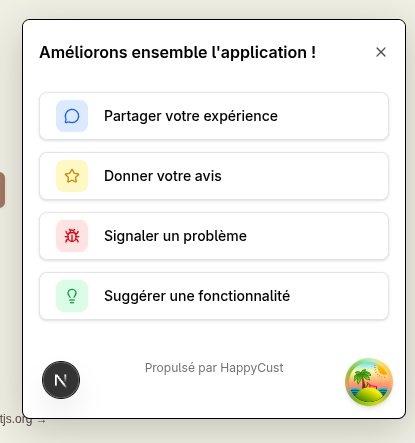 Améliorons ensemble l'application !
Partager votre expérience
Donner votre avis
Signaler un problème
Suggérer une fonctionnalité
Propulsé par HappyCust
N
tjs.org →